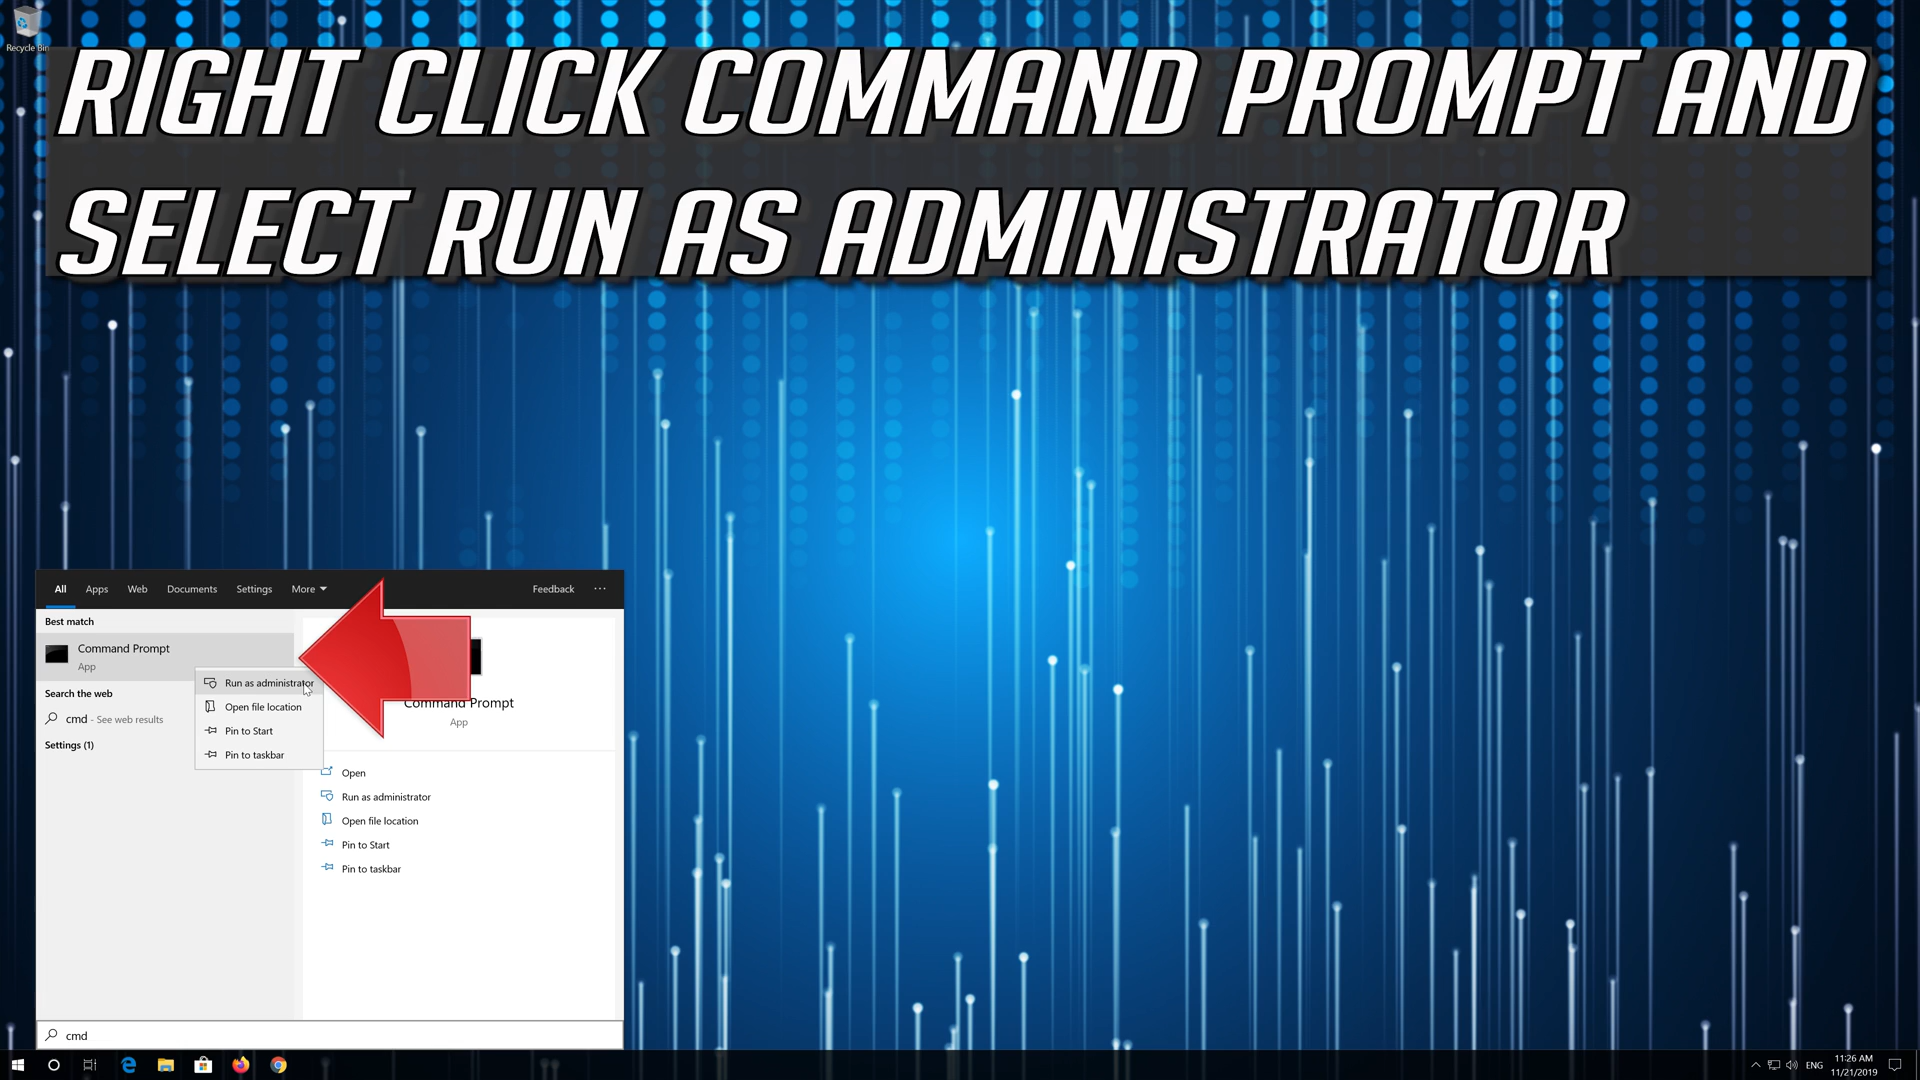 Recycle Bin
RIGHT CLICK COMMAND PROMPT AND
SELECT RUN AS ADMINISTRATOR
All Apps Web Documents Settings More Feedback ...
Best match
Command Prompt
App
Search the web
cmd - See web results
Settings (1)
Run as administrator
Open file location
Pin to Start
Pin to taskbar
Command Prompt
App
Open
Run as administrator
Open file location
Pin to Start
Pin to taskbar
cmd
ENG
11:26 AM
11/21/2019